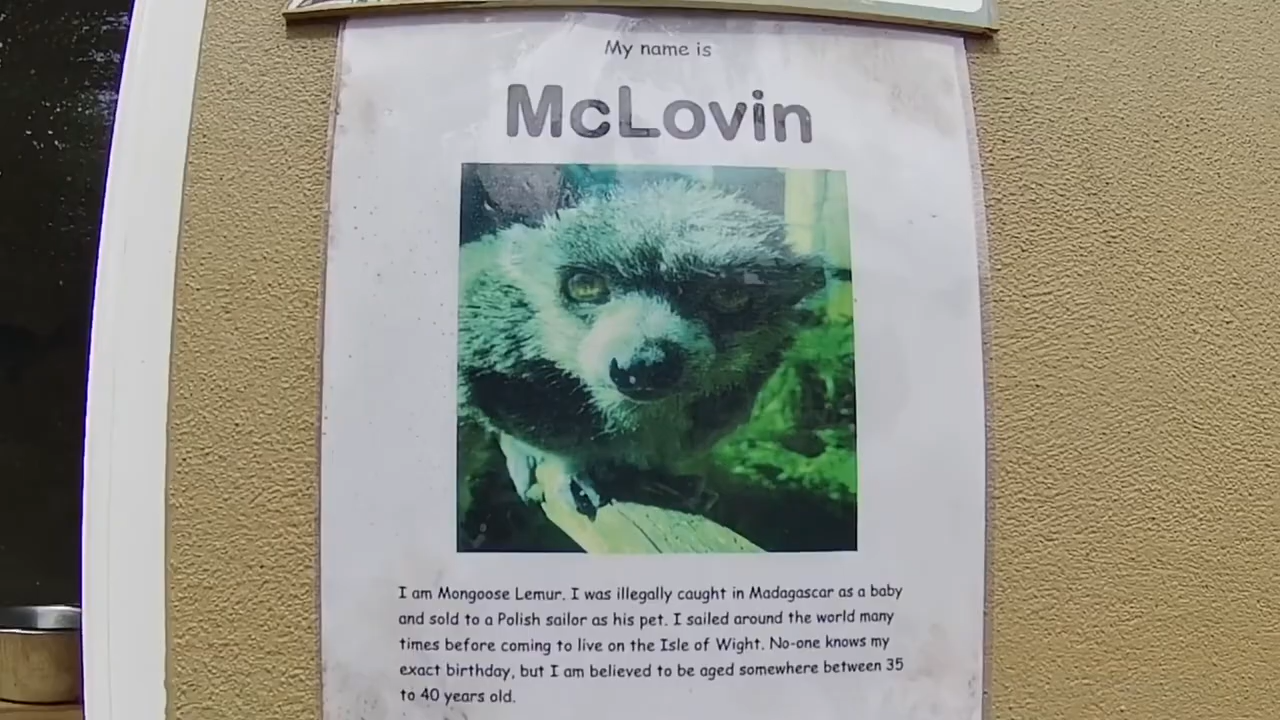 My name is
McLovin
I am Mongoose Lemur. I was illegally caught in Madagascar as a baby
and sold to a Polish sailor as his pet. I sailed around the world many
times before coming to live on the Isle of Wight. No-one knows my
exact birthday, but I am believed to be aged somewhere between 35
to 40 years old.